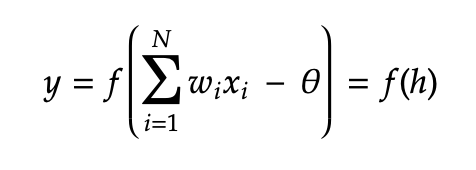 y = f(∑_{i=1}^{N} w_i x_i − θ) = f(h)